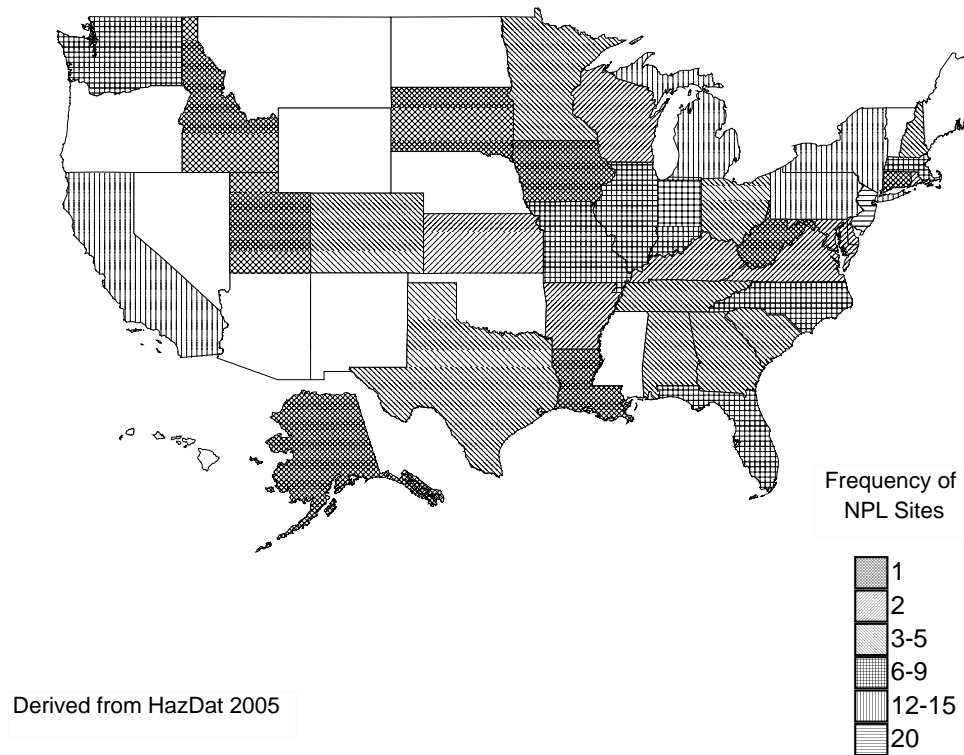 Frequency of
NPL Sites
1
2
3-5
6-9
12-15
20
Derived from HazDat 2005